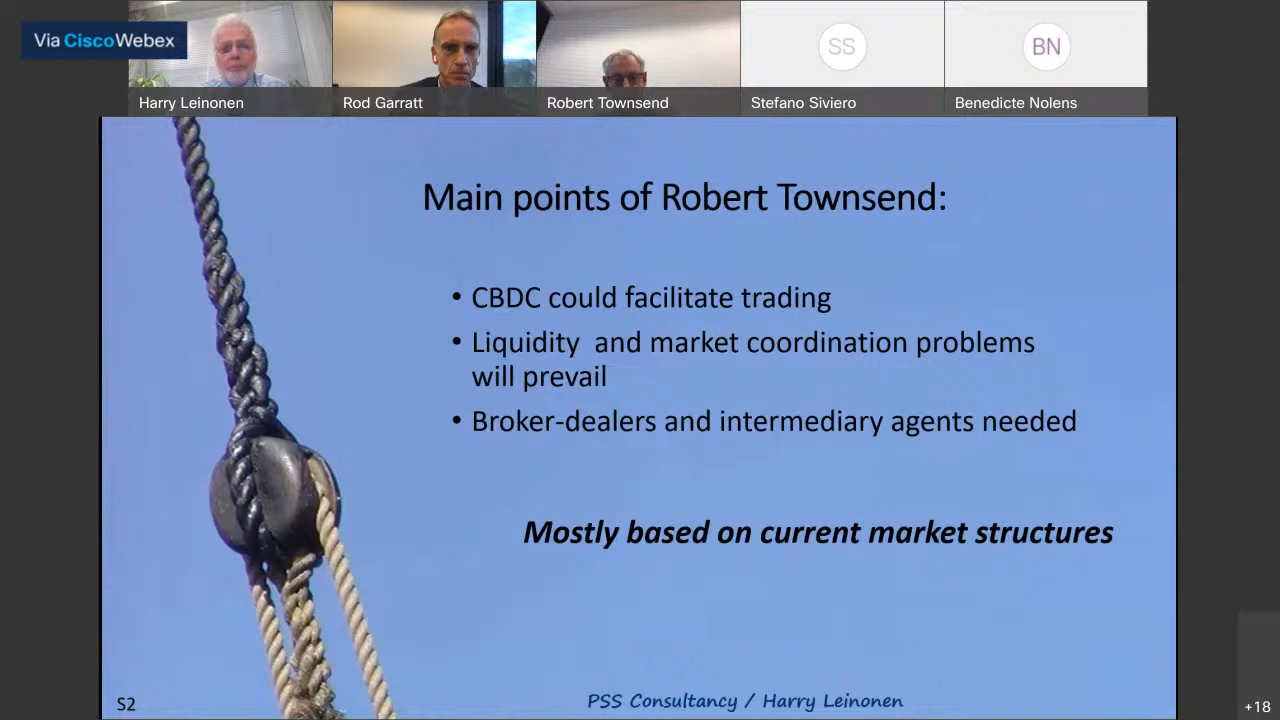 Via Cisco Webex
Harry Leinonen
Rod Garratt
Robert Townsend
SS
Stefano Siviero
BN
Benedicte Nolens
Main points of Robert Townsend:
• CBDC could facilitate trading
• Liquidity  and market coordination problems
will prevail
• Broker-dealers and intermediary agents needed
Mostly based on current market structures
S2
PSS Consultancy / Harry Leinonen
+18